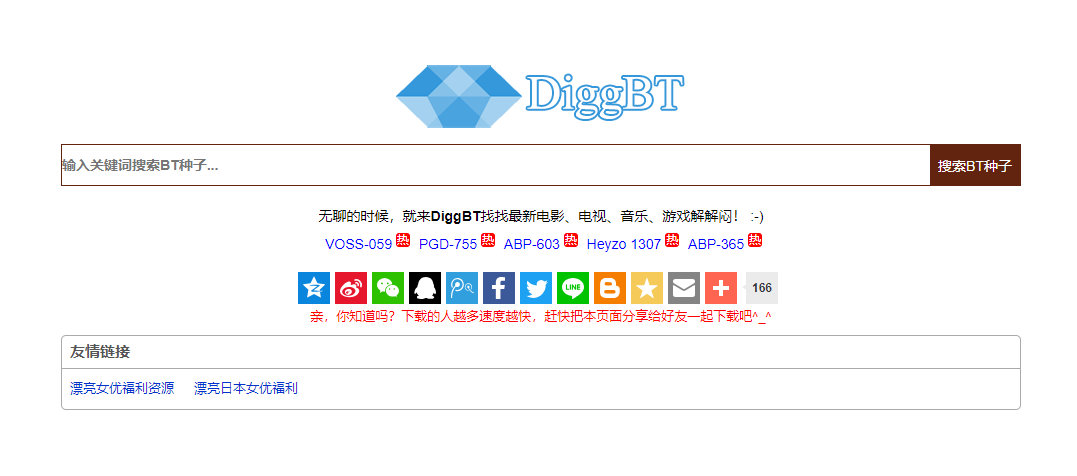 DiggBT
输入关键词搜索BT种子... 搜索BT种子
无聊的时候，就来DiggBT找找最新电影、电视、音乐、游戏解解闷！ :-)
VOSS-059 热 PGD-755 热 ABP-603 热 Heyzo 1307 热 ABP-365 热
LINE 166
亲，你知道吗？下载的人越多速度越快，赶快把本页面分享给好友一起下载吧^_^
友情链接
漂亮女优福利资源 漂亮日本女优福利